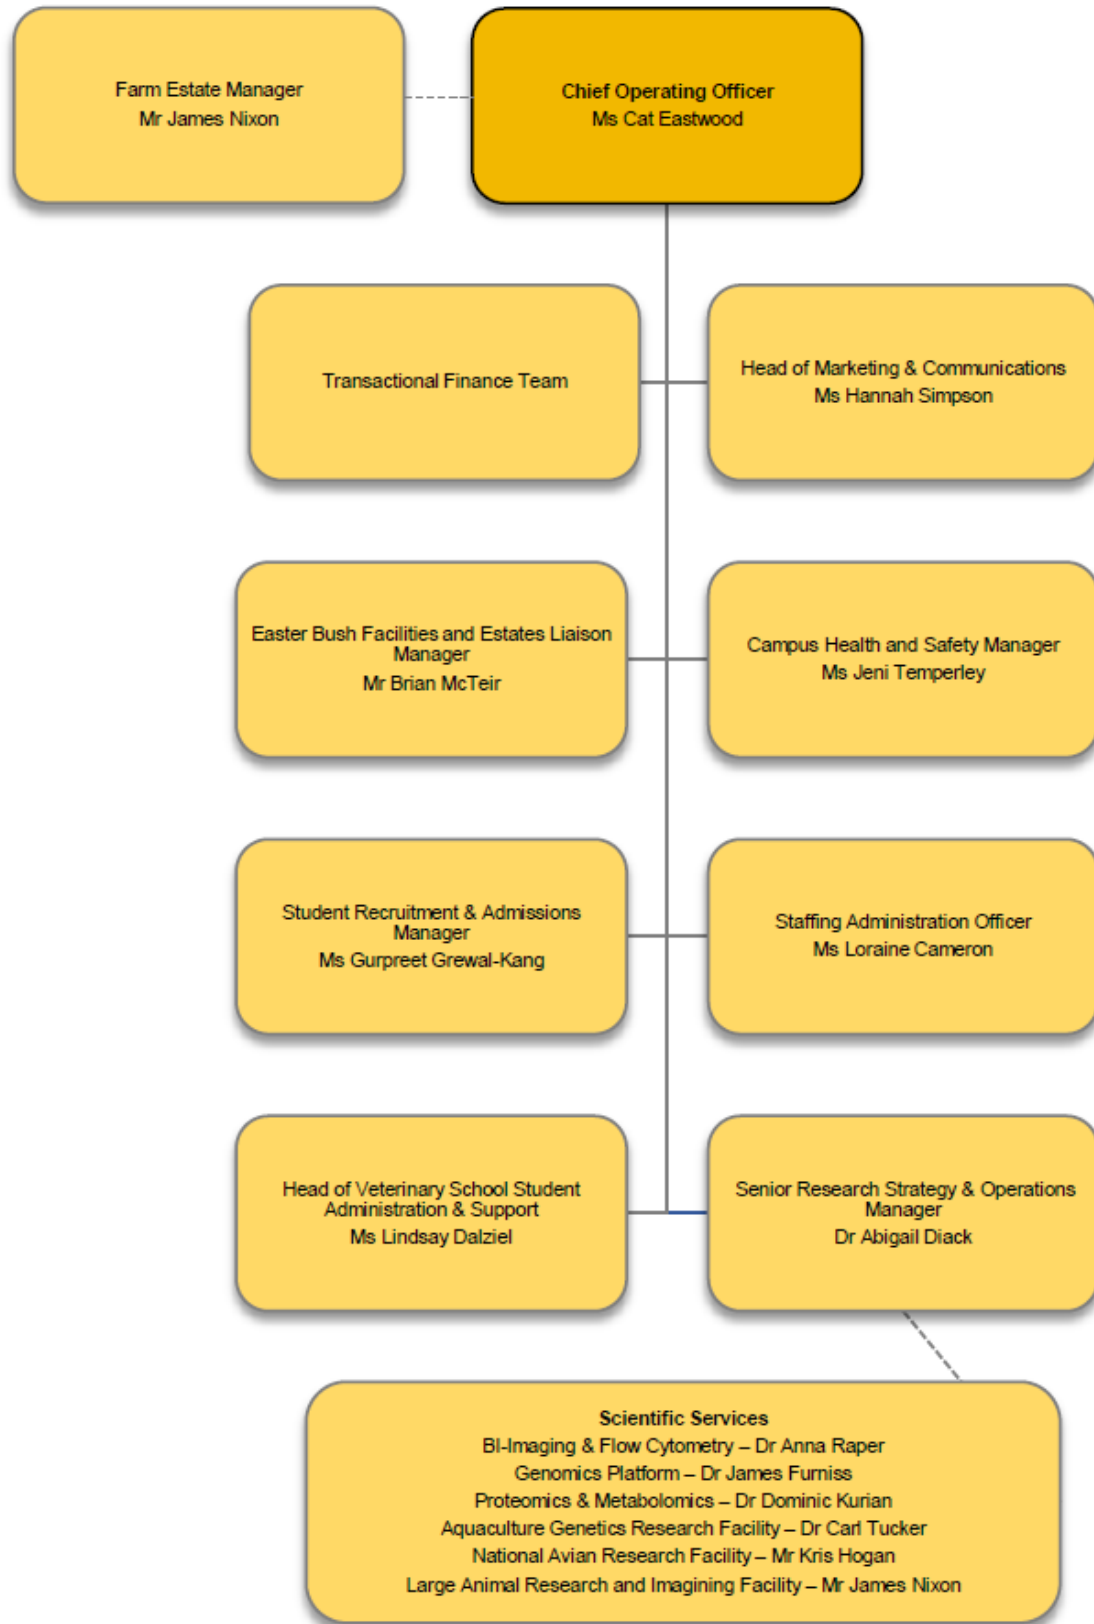 Farm Estate Manager
Mr James Nixon
Chief Operating Officer
Ms Cat Eastwood
Transactional Finance Team
Head of Marketing & Communications
Ms Hannah Simpson
Easter Bush Facilities and Estates Liaison
Manager
Mr Brian McTeir
Campus Health and Safety Manager
Ms Jeni Temperley
Student Recruitment & Admissions
Manager
Ms Gurpreet Grewal-Kang
Staffing Administration Officer
Ms Loraine Cameron
Head of Veterinary School Student
Administration & Support
Ms Lindsay Dalziel
Senior Research Strategy & Operations
Manager
Dr Abigail Diack
Scientific Services
BI-Imaging & Flow Cytometry – Dr Anna Raper
Genomics Platform – Dr James Furniss
Proteomics & Metabolomics – Dr Dominic Kurian
Aquaculture Genetics Research Facility – Dr Carl Tucker
National Avian Research Facility – Mr Kris Hogan
Large Animal Research and Imagining Facility – Mr James Nixon